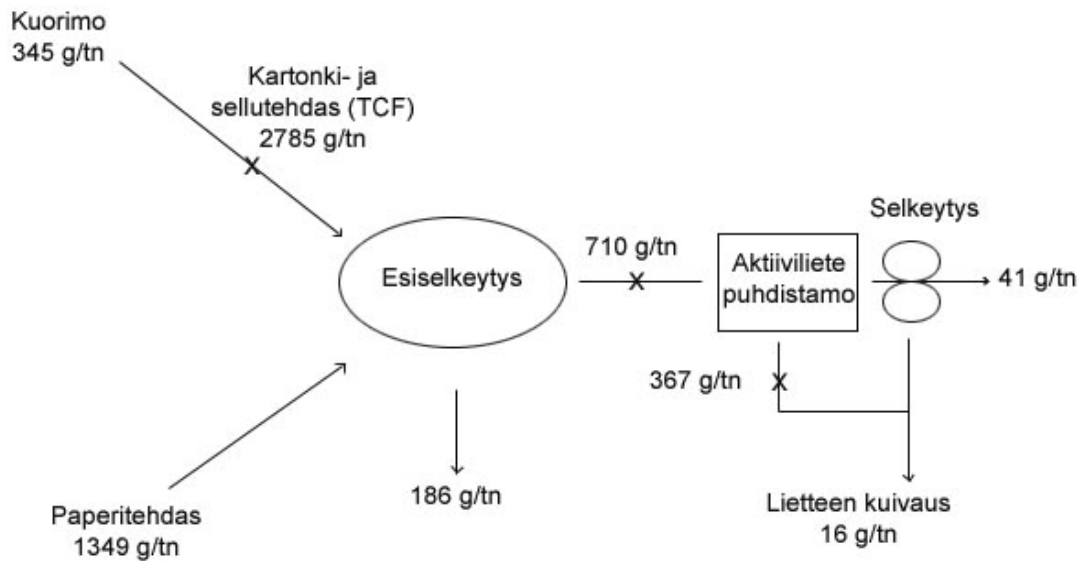 Kuorimo
345 g/tn
Kartonki- ja
sellutehdas (TCF)
2785 g/tn
X
Esiselkeytys
710 g/tn
X
Aktiiviliete
puhdistamo
Selkeytys
41 g/tn
367 g/tn
X
186 g/tn
Paperitehdas
1349 g/tn
Lietteen kuivaus
16 g/tn